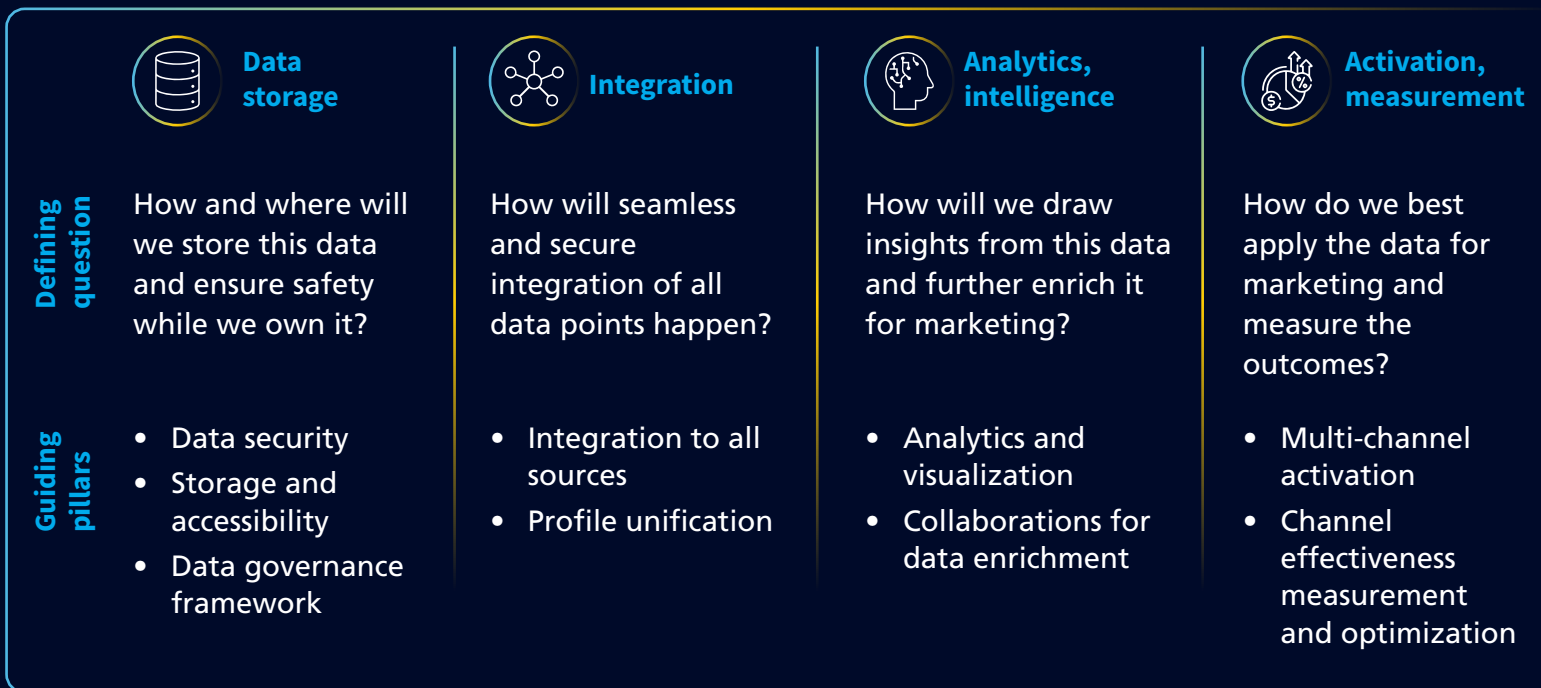 Data
storage
Integration
Analytics,
intelligence
Activation,
measurement
Defining
question
How and where will
we store this data
and ensure safety
while we own it?
How will seamless
and secure
integration of all
data points happen?
How will we draw
insights from this data
and further enrich it
for marketing?
How do we best
apply the data for
marketing and
measure the
outcomes?
Guiding
pillars
• Data security
• Storage and
accessibility
• Data governance
framework
• Integration to all
sources
• Profile unification
• Analytics and
visualization
• Collaborations for
data enrichment
• Multi-channel
activation
• Channel
effectiveness
measurement
and optimization